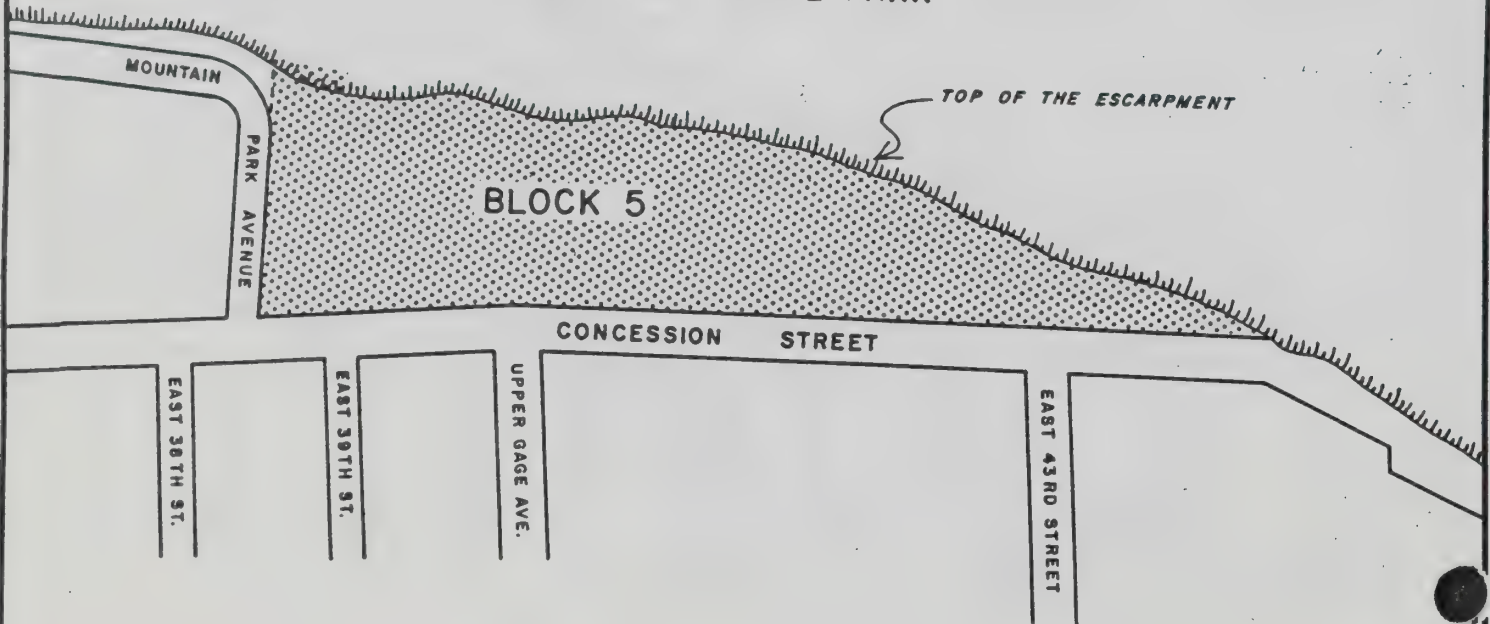 MOUNTAIN
PARK AVENUE
TOP OF THE ESCARPMENT
BLOCK 5
CONCESSION STREET
EAST 38TH ST.
EAST 39TH ST.
UPPER GAGE AVE.
EAST 43RD STREET